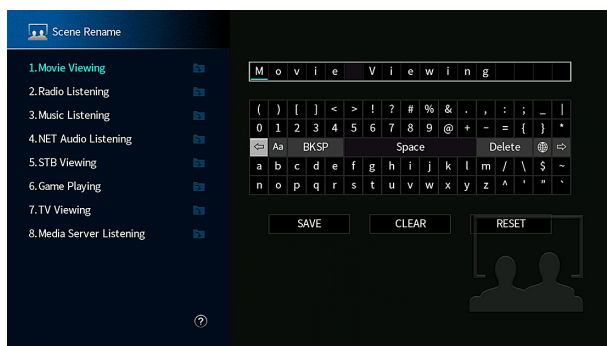 Scene Rename
1.Movie Viewing
2.Radio Listening
3.Music Listening
4.NET Audio Listening
5.STB Viewing
6.Game Playing
7.TV Viewing
8.Media Server Listening
?
Movie Viewing
( ) [ ] < > ! ? # % & . , : ; _ |
0 1 2 3 4 5 6 7 8 9 @ + - = { } *
⇦ Aa BKSP Space Delete ⇨
a b c d e f g h i j k l m / \ $ ~
n o p q r s t u v w x y z ^ ' " `
SAVE CLEAR RESET